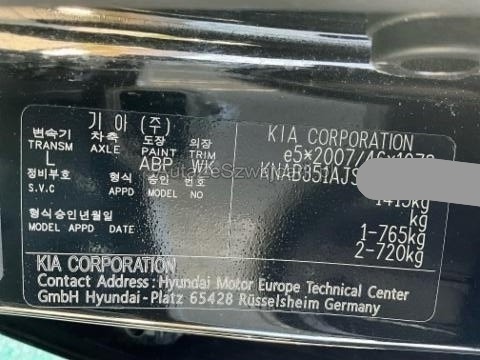 기아 (주)
KIA CORPORATION
변속기 차축 도장 의장
TRANSM AXLE PAINT TRIM
e5*2007/46*
L ABP WK
정비부호 형식 승인 번호
S.V.C APPD MODEL NO
KNAB351AJS
1415kg
kg
형식승인년월일
MODEL APPD DATE
1-765kg
2-720kg
KIA CORPORATION
Contact Address : Hyundai Motor Europe Technical Center
GmbH Hyundai-Platz 65428 Rüsselsheim Germany